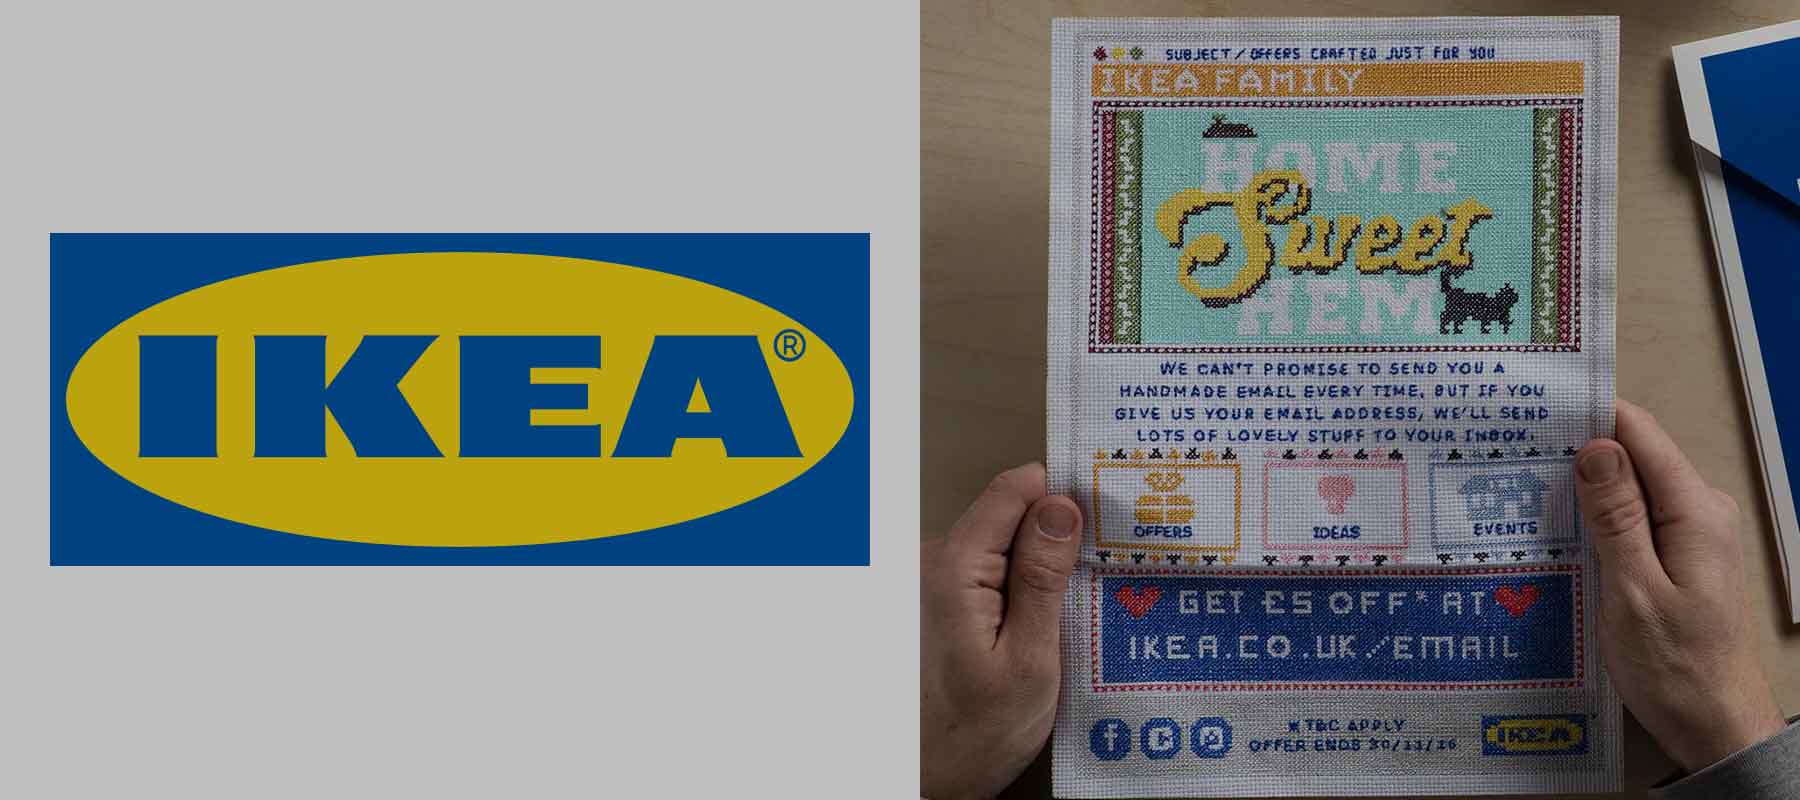 IKEA®
SUBJECT/OFFERS CRAFTED JUST FOR YOU
IKEA FAMILY
HOME
Sweet
HEM
WE CAN'T PROMISE TO SEND YOU A
HANDMADE EMAIL EVERY TIME, BUT IF YOU
GIVE US YOUR EMAIL ADDRESS, WE'LL SEND
LOTS OF LOVELY STUFF TO YOUR INBOX.
OFFERS
IDEAS
EVENTS
GET £5 OFF* AT
IKEA.CO.UK/EMAIL
* T&C APPLY
OFFER ENDS 30/11/16
IKEA